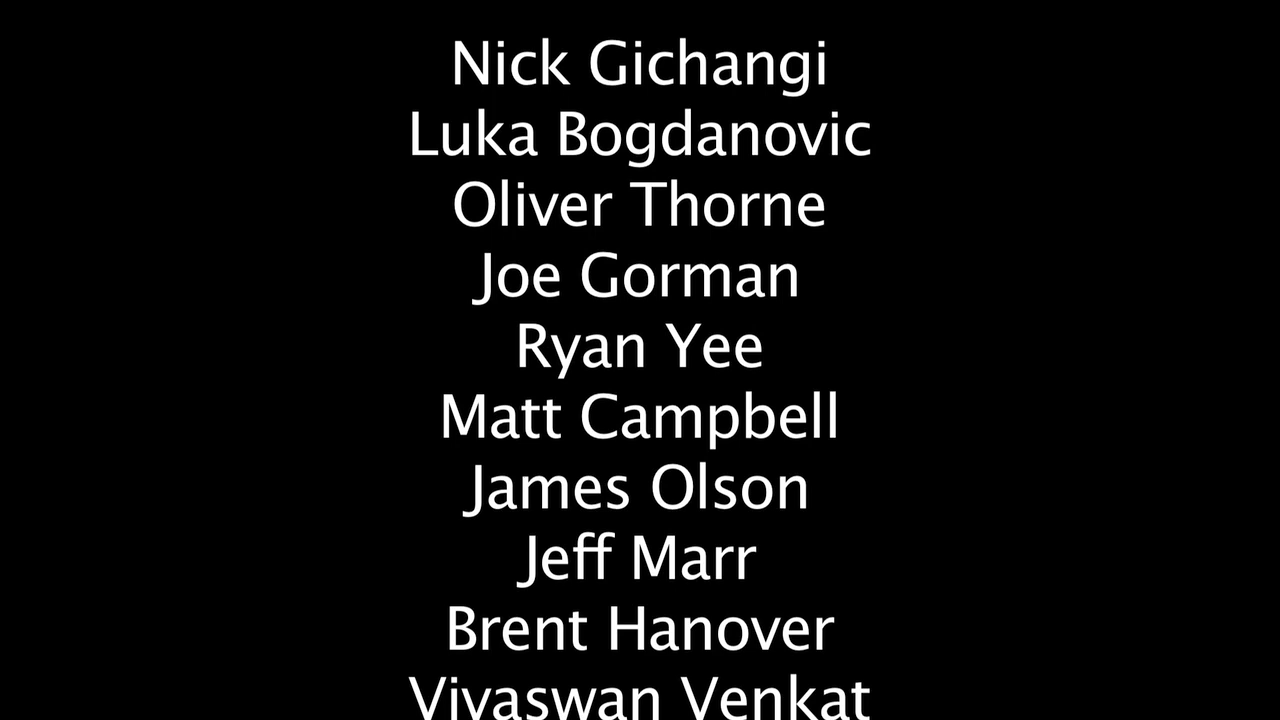 Nick Gichangi
Luka Bogdanovic
Oliver Thorne
Joe Gorman
Ryan Yee
Matt Campbell
James Olson
Jeff Marr
Brent Hanover
Vivaswan Venkat